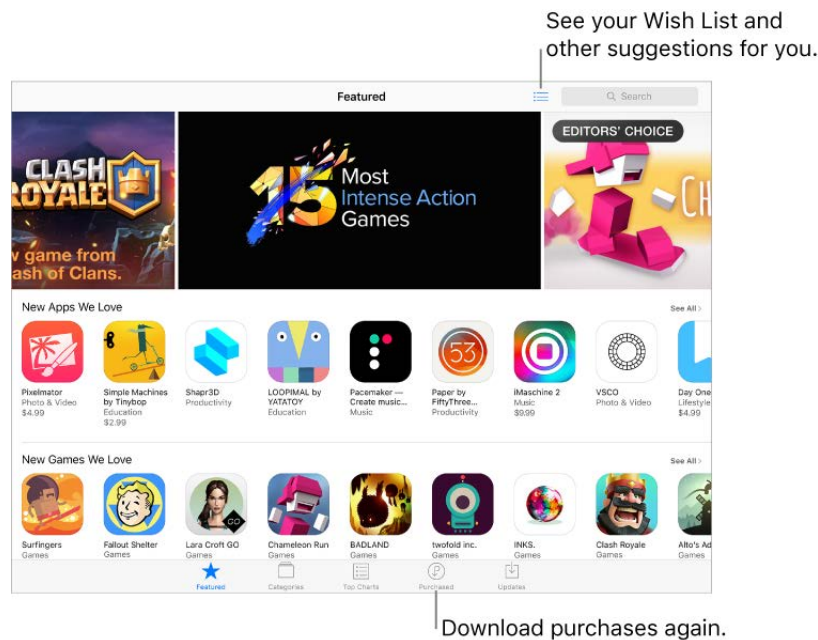 See your Wish List and
other suggestions for you.
Featured
Search
CLASH
ROYALE
w game from
ash of Clans.
15
Most
Intense Action
Games
EDITORS' CHOICE
CH
New Apps We Love
See All >
Pixelmator
Photo & Video
$4.99
Simple Machines
by Tinybop
Education
$2.99
Shapr3D
Productivity
LOOPIMAL by
YATATOY
Education
Pacemaker —
Create music...
Music
53
Paper by
FiftyThree...
Productivity
iMaschine 2
Music
$9.99
VSCO
Photo & Video
Day One
Lifestyle
$4.99
New Games We Love
See All >
Surfingers
Games
Fallout Shelter
Games
GO
Lara Croft GO
Games
Chameleon Run
Games
BADLAND
Games
twofold inc.
Games
INKS.
Games
Clash Royale
Games
Alto's Ad
Games
Featured
Categories
Top Charts
Purchased
Updates
Download purchases again.